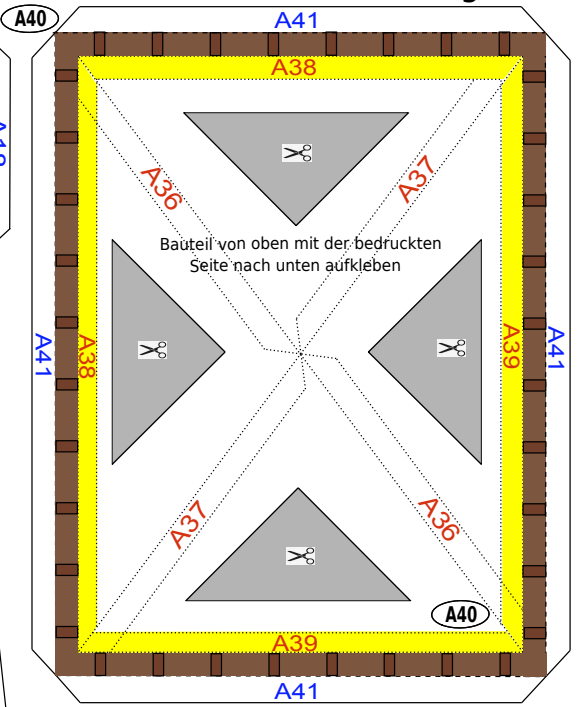 A40
A41
A38
A36
A37
Bauteil von oben mit der bedruckten
Seite nach unten aufkleben
A41
A38
A39
A41
A37
A36
A40
A39
A41